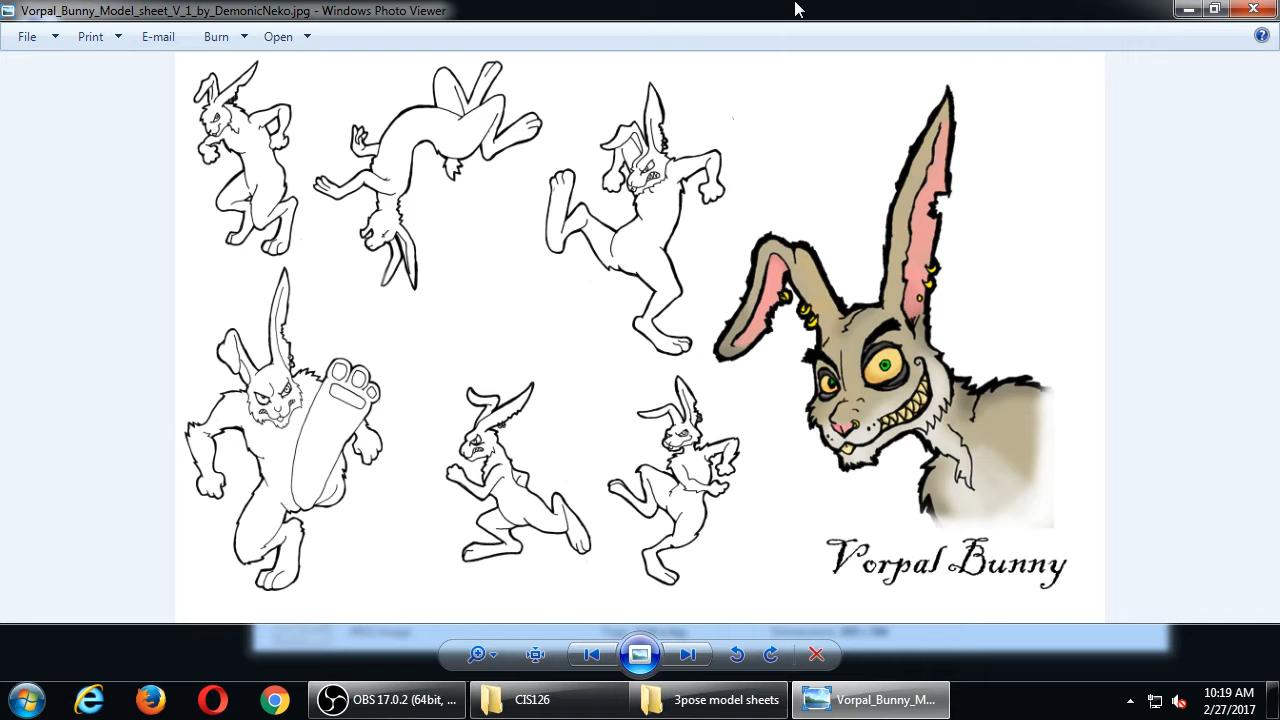 Vorpal_Bunny_Model_sheet_V_1_by_DemonicNeko.jpg - Windows Photo Viewer
File Print E-mail Burn Open
Vorpal Bunny
OBS 17.0.2 (64bit, ... CIS126 3pose model sheets Vorpal_Bunny_M...
10:19 AM
2/27/2017